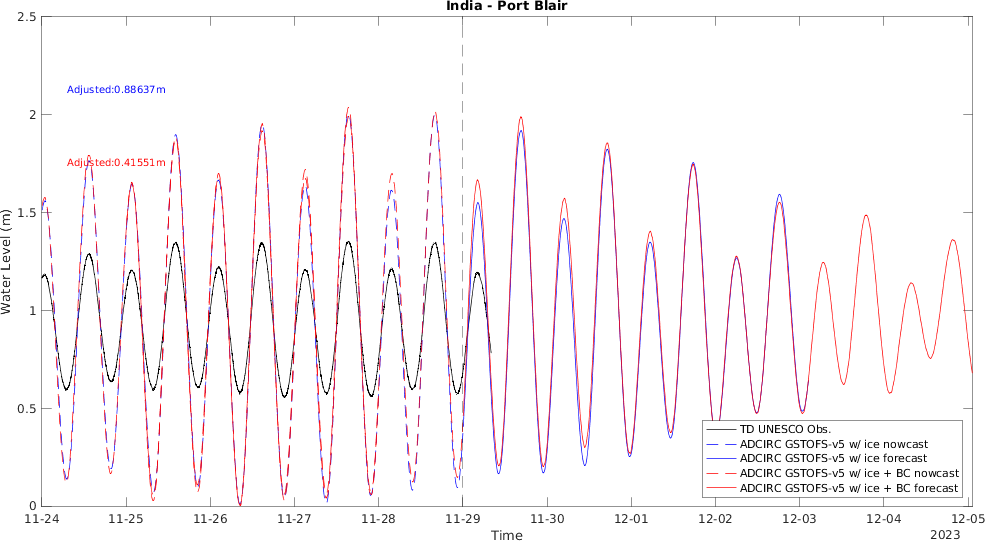 India - Port Blair
2.5
2
1.5
1
0.5
0
Water Level (m)
Adjusted:0.88637m
Adjusted:0.41551m
TD UNESCO Obs.
ADCIRC GSTOFS-v5 w/ ice nowcast
ADCIRC GSTOFS-v5 w/ ice forecast
ADCIRC GSTOFS-v5 w/ ice + BC nowcast
ADCIRC GSTOFS-v5 w/ ice + BC forecast
11-24 11-25 11-26 11-27 11-28 11-29 11-30 12-01 12-02 12-03 12-04 12-05
Time
2023